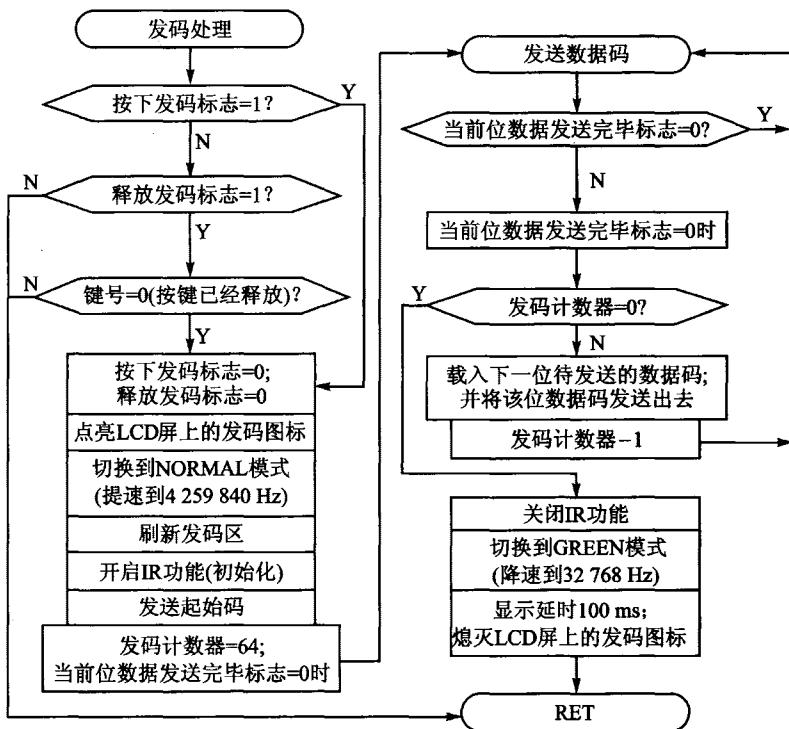 发码处理
按下发码标志=1?
Y
N
N
释放发码标志=1?
Y
N
键号=0(按键已经释放)?
Y
按下发码标志=0;
释放发码标志=0
点亮LCD屏上的发码图标
切换到NORMAL模式
(提速到4 259 840 Hz)
刷新发码区
开启IR功能(初始化)
发送起始码
发码计数器=64;
当前位数据发送完毕标志=0时
发送数据码
Y
当前位数据发送完毕标志=0?
N
当前位数据发送完毕标志=0时
Y
发码计数器=0?
N
载入下一位待发送的数据码;
并将该位数据码发送出去
发码计数器-1
关闭IR功能
切换到GREEN模式
(降速到32 768 Hz)
显示延时100 ms;
熄灭LCD屏上的发码图标
RET